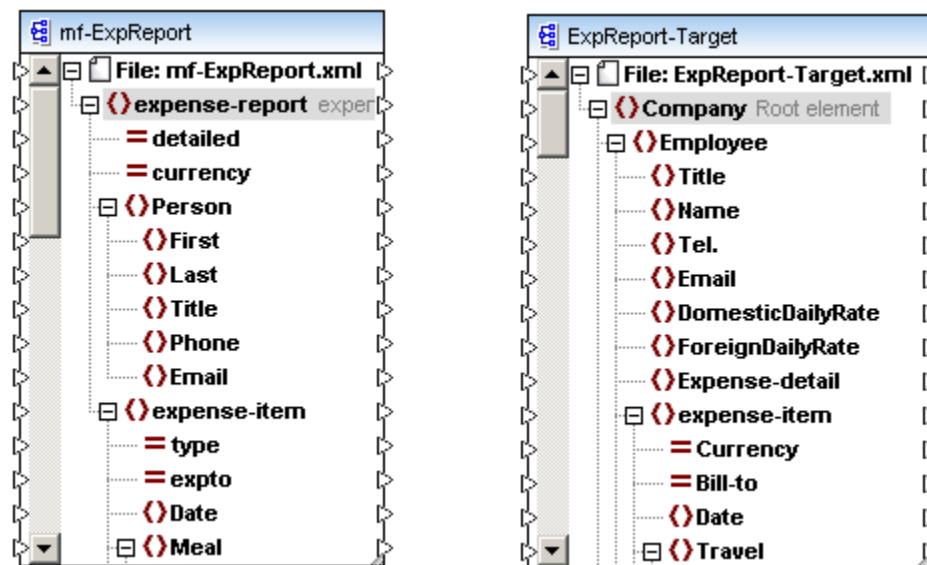 mf-ExpReport
File: mf-ExpReport.xml
expense-report exper
detailed
currency
Person
First
Last
Title
Phone
Email
expense-item
type
expto
Date
Meal
ExpReport-Target
File: ExpReport-Target.xml
Company Root element
Employee
Title
Name
Tel.
Email
DomesticDailyRate
ForeignDailyRate
Expense-detail
expense-item
Currency
Bill-to
Date
Travel